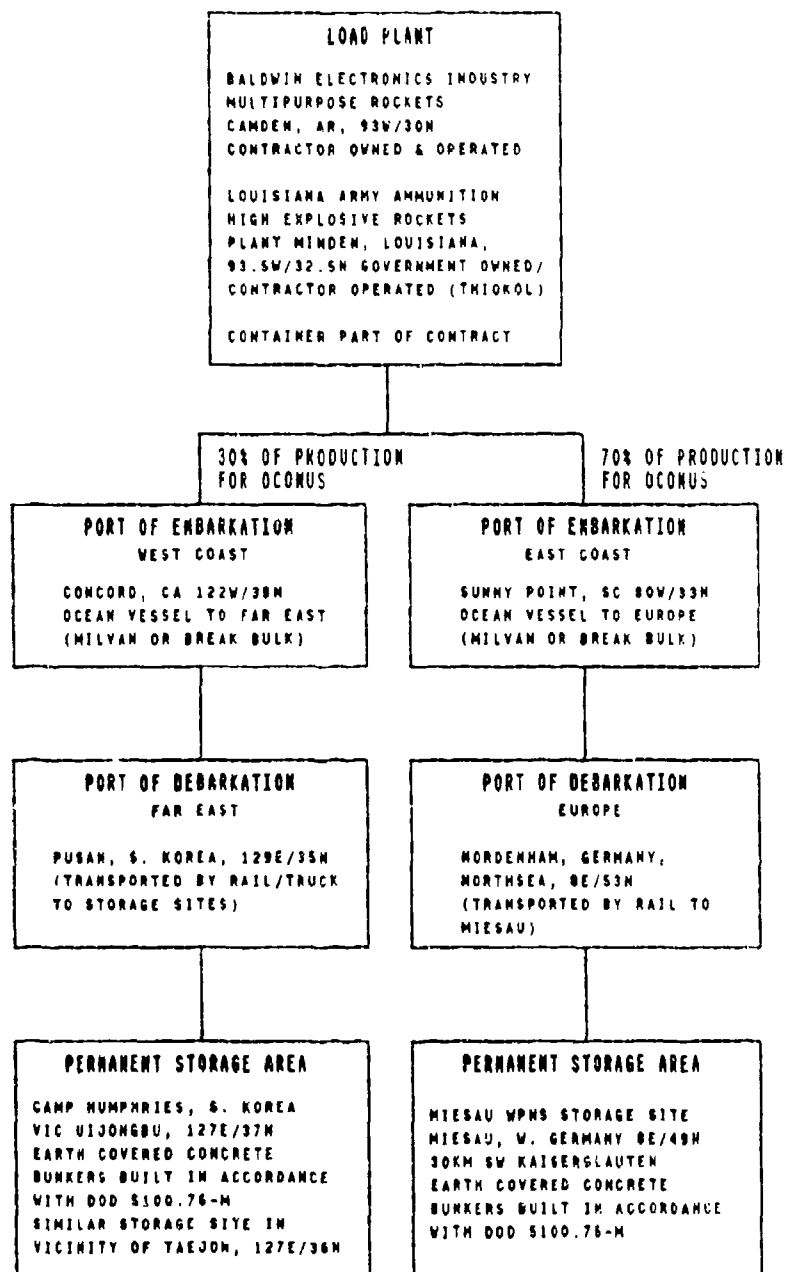 LOAD PLANT
BALDWIN ELECTRONICS INDUSTRY
MULTIPURPOSE ROCKETS
CAMDEN, AR, 93W/30N
CONTRACTOR OWNED & OPERATED
LOUISIANA ARMY AMMUNITION
HIGH EXPLOSIVE ROCKETS
PLANT MINDEN, LOUISIANA,
93.5W/32.5N GOVERNMENT OWNED/
CONTRACTOR OPERATED (THIOKOL)
CONTAINER PART OF CONTRACT
30% OF PRODUCTION
FOR OCONUS
70% OF PRODUCTION
FOR OCONUS
PORT OF EMBARKATION
WEST COAST
CONCORD, CA 122W/38N
OCEAN VESSEL TO FAR EAST
(MILVAN OR BREAK BULK)
PORT OF EMBARKATION
EAST COAST
SUNNY POINT, SC 80W/33N
OCEAN VESSEL TO EUROPE
(MILVAN OR BREAK BULK)
PORT OF DEBARKATION
FAR EAST
PUSAN, S. KOREA, 129E/35N
(TRANSPORTED BY RAIL/TRUCK
TO STORAGE SITES)
PORT OF DEBARKATION
EUROPE
NORDENHAM, GERMANY,
NORTHSEA, 8E/53N
(TRANSPORTED BY RAIL TO
MIESAU)
PERMANENT STORAGE AREA
CAMP HUMPHRIES, S. KOREA
VIC UIJONGBU, 127E/37N
EARTH COVERED CONCRETE
BUNKERS BUILT IN ACCORDANCE
WITH DOD 5100.76-M
SIMILAR STORAGE SITE IN
VICINITY OF TAEJON, 127E/36N
PERMANENT STORAGE AREA
MIESAU WPNS STORAGE SITE
MIESAU, W. GERMANY 8E/49N
30KM SW KAISERSLAUTEN
EARTH COVERED CONCRETE
BUNKERS BUILT IN ACCORDANCE
WITH DOD 5100.76-M